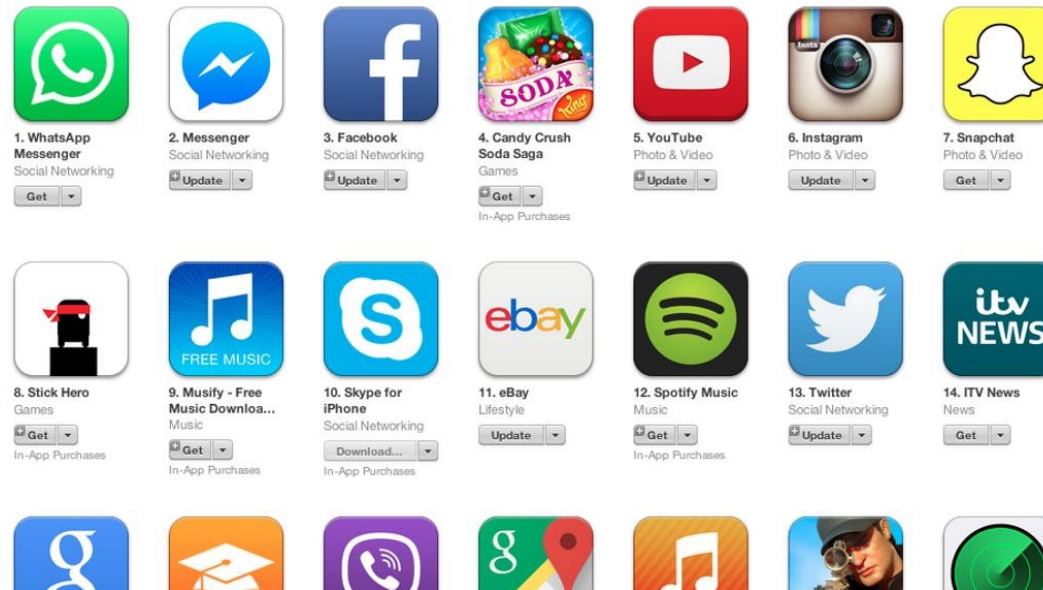 Insta
SODA
King
1. WhatsApp
Messenger
Social Networking
Get
2. Messenger
Social Networking
Update
3. Facebook
Social Networking
Update
4. Candy Crush
Soda Saga
Games
Get
In-App Purchases
5. YouTube
Photo & Video
Update
6. Instagram
Photo & Video
Update
7. Snapchat
Photo & Video
Get
FREE MUSIC
ebay
itv
NEWS
8. Stick Hero
Games
Get
In-App Purchases
9. Musify - Free
Music Downloa...
Music
Get
In-App Purchases
10. Skype for
iPhone
Social Networking
Download...
In-App Purchases
11. eBay
Lifestyle
Update
12. Spotify Music
Music
Get
In-App Purchases
13. Twitter
Social Networking
Update
14. ITV News
News
Get
g
g